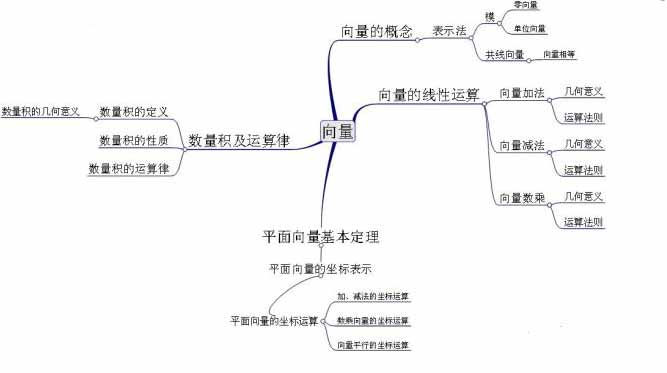 零向量
模
向量的概念
表示法
单位向量
共线向量
向量相等
向量的线性运算
向量加法
几何意义
运算法则
向量减法
几何意义
运算法则
向量数乘
几何意义
运算法则
向量
数量积的几何意义
数量积的定义
数量积的性质
数量积及运算律
数量积的运算律
平面向量基本定理
平面向量的坐标表示
平面向量的坐标运算
加、减法的坐标运算
数乘向量的坐标运算
向量平行的坐标运算